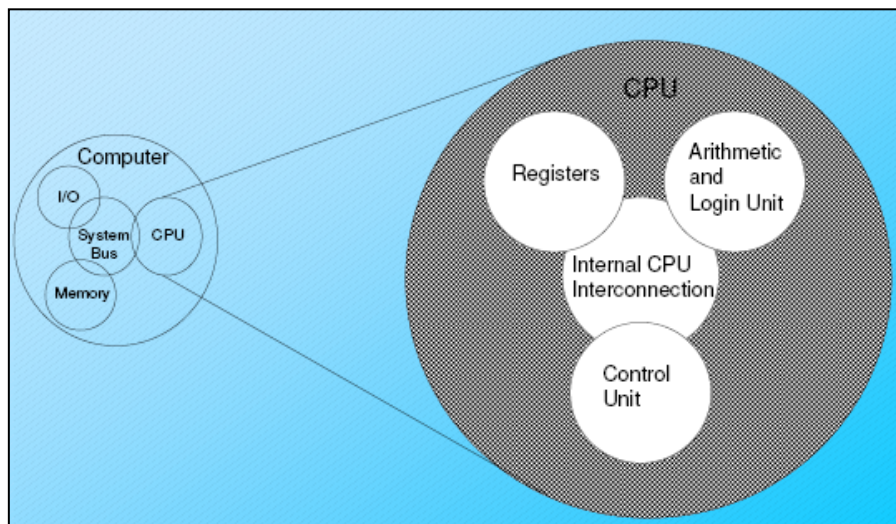 Computer
I/O
System
Bus
CPU
Memory
CPU
Registers
Arithmetic
and
Login Unit
Internal CPU
Interconnection
Control
Unit